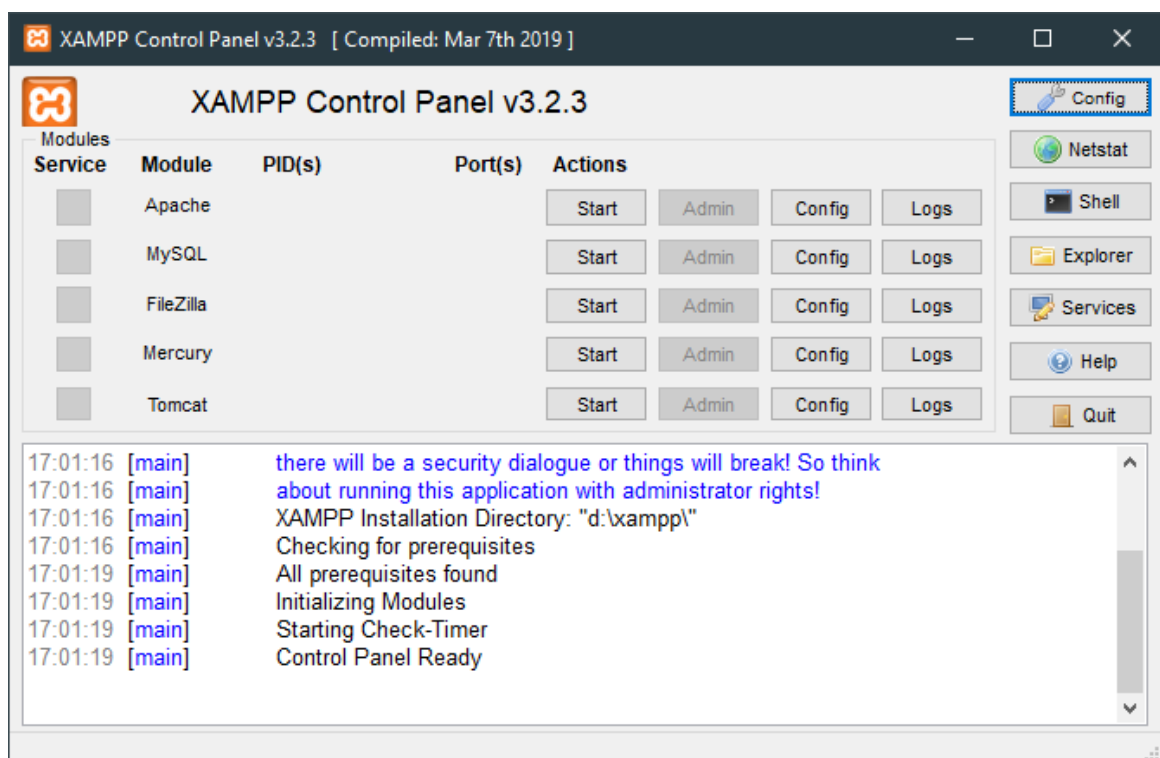 XAMPP Control Panel v3.2.3 [ Compiled: Mar 7th 2019 ]
XAMPP Control Panel v3.2.3
Config
Modules
Netstat
Service Module PID(s) Port(s) Actions
Apache Start Admin Config Logs
Shell
MySQL Start Admin Config Logs
Explorer
FileZilla Start Admin Config Logs
Services
Mercury Start Admin Config Logs
Help
Tomcat Start Admin Config Logs
Quit
17:01:16 [main] there will be a security dialogue or things will break! So think
17:01:16 [main] about running this application with administrator rights!
17:01:16 [main] XAMPP Installation Directory: "d:\xampp\"
17:01:16 [main] Checking for prerequisites
17:01:19 [main] All prerequisites found
17:01:19 [main] Initializing Modules
17:01:19 [main] Starting Check-Timer
17:01:19 [main] Control Panel Ready